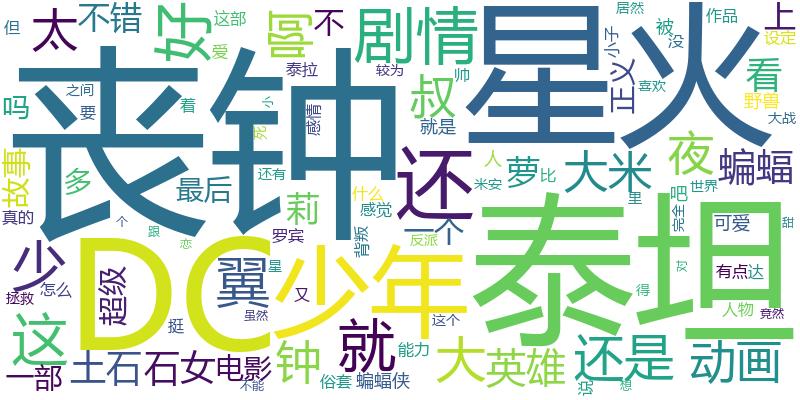 但 太 不错 好 这部 爱 啊 不 剧情 星火 居然 被 没 作品 上 设定
吗 之间 要 着 丧钟 小 泰拉 较为 帅 叔 就是 小子 正义 喜欢 看 野兽 大战
故事 多 最后 死 还有 感情 还 人 米安 萝 比 大米 夜 蝙蝠
真的 个 跟 恋 莉 什么 感觉 一个 里 完全 吧 世界 可爱 甜
少 DC 翼 罗宾 背叛 反派 泰坦 有点 达
拯救 怎么 超级 星 少年 又 这个 得 对 人物 竟然
这 挺 虽然 就 能力 大 英雄 还是 动画
一部 土石 石女 电影 不能 钟 俗套 蝙蝠侠 说 想